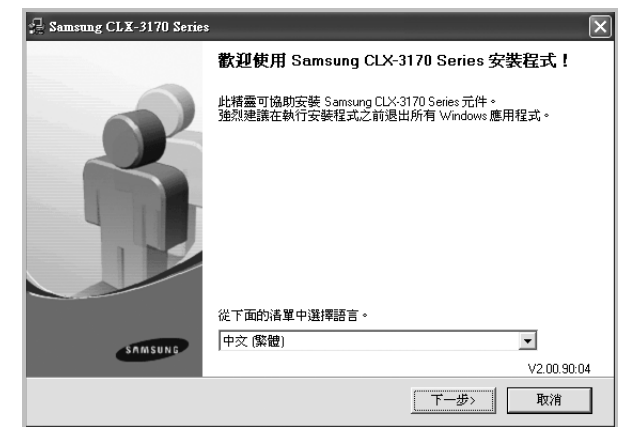 Samsung CLX-3170 Series
歡迎使用 Samsung CLX-3170 Series 安裝程式！
此精靈可協助安裝 Samsung CLX-3170 Series 元件。
強烈建議在執行安裝程式之前退出所有 Windows 應用程式。
從下面的清單中選擇語言。
中文 (繁體)
SAMSUNG
V2.00.90:04
下一步>
取消